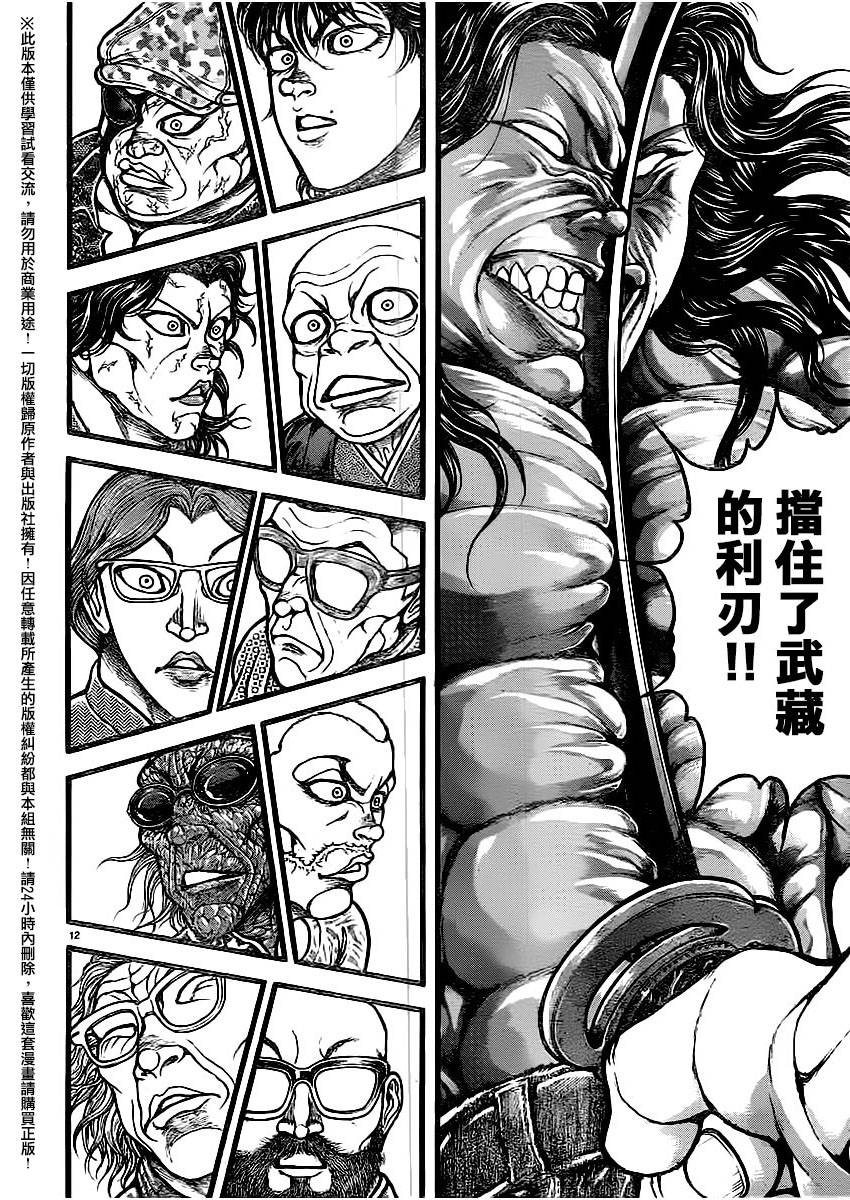 擋住了武藏
的利刃!!
12
※此版本僅供學習試看交流，請勿用於商業用途！一切版權歸原作者與出版社擁有！因任意轉載所產生的版權糾紛都與本組無關！請24小時內刪除，喜歡這套漫畫請購買正版！